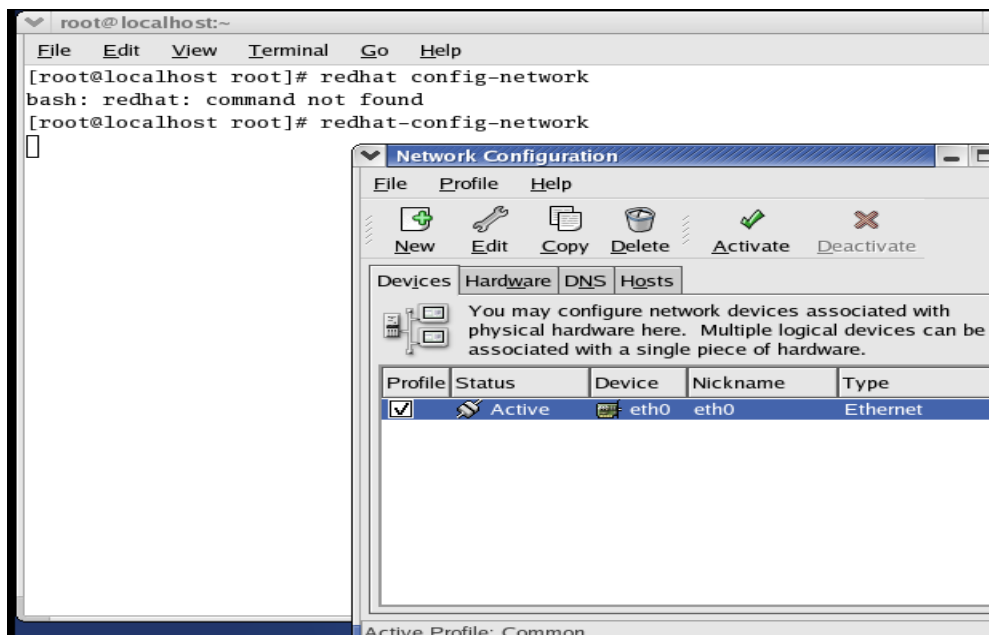 root@localhost:~
File Edit View Terminal Go Help
[root@localhost root]# redhat config-network
bash: redhat: command not found
[root@localhost root]# redhat-config-network
Network Configuration
File Profile Help
New Edit Copy Delete Activate Deactivate
Devices Hardware DNS Hosts
You may configure network devices associated with
physical hardware here. Multiple logical devices can be
associated with a single piece of hardware.
Profile Status Device Nickname Type
Active eth0 eth0 Ethernet
Active Profile: Common